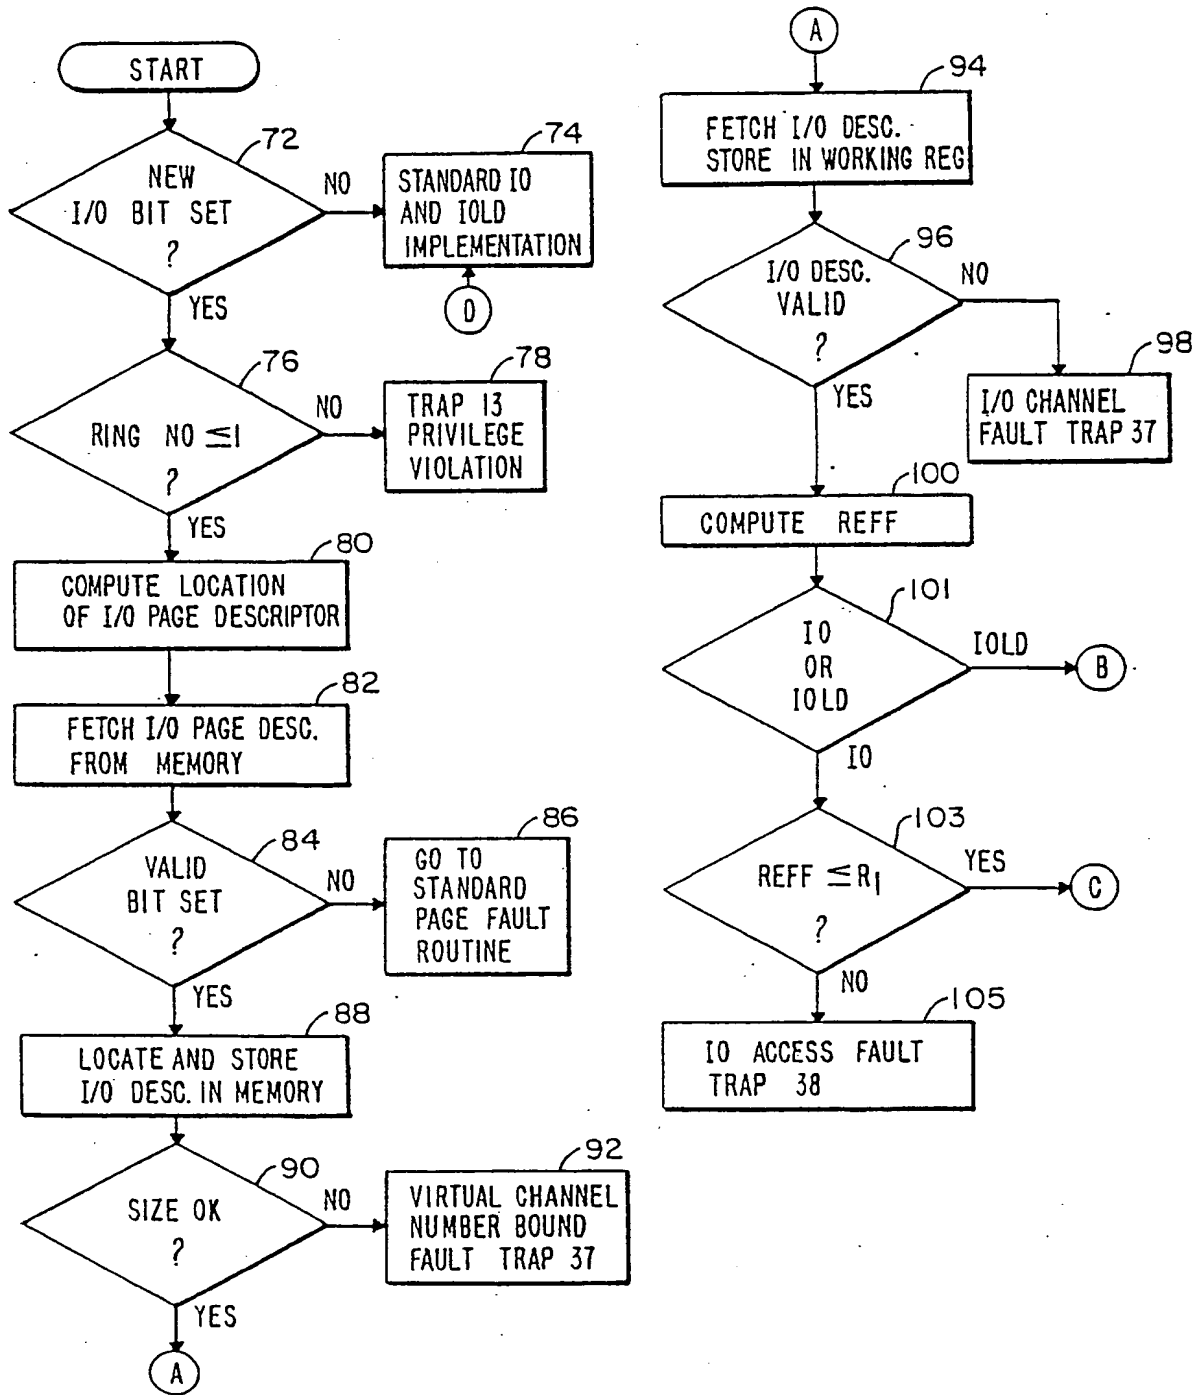 START
72
NEW
I/O BIT SET
?
NO
YES
74
STANDARD IO
AND IOLD
IMPLEMENTATION
D
76
RING NO ≤1
?
NO
YES
78
TRAP 13
PRIVILEGE
VIOLATION
80
COMPUTE LOCATION
OF I/O PAGE DESCRIPTOR
82
FETCH I/O PAGE DESC.
FROM MEMORY
84
VALID
BIT SET
?
NO
YES
86
GO TO
STANDARD
PAGE FAULT
ROUTINE
88
LOCATE AND STORE
I/O DESC. IN MEMORY
90
SIZE OK
?
NO
YES
92
VIRTUAL CHANNEL
NUMBER BOUND
FAULT TRAP 37
A
A
94
FETCH I/O DESC.
STORE IN WORKING REG
96
I/O DESC.
VALID
?
NO
YES
98
I/O CHANNEL
FAULT TRAP 37
100
COMPUTE REFF
101
IO
OR
IOLD
IOLD
B
IO
103
REFF ≤R1
?
YES
C
NO
105
IO ACCESS FAULT
TRAP 38